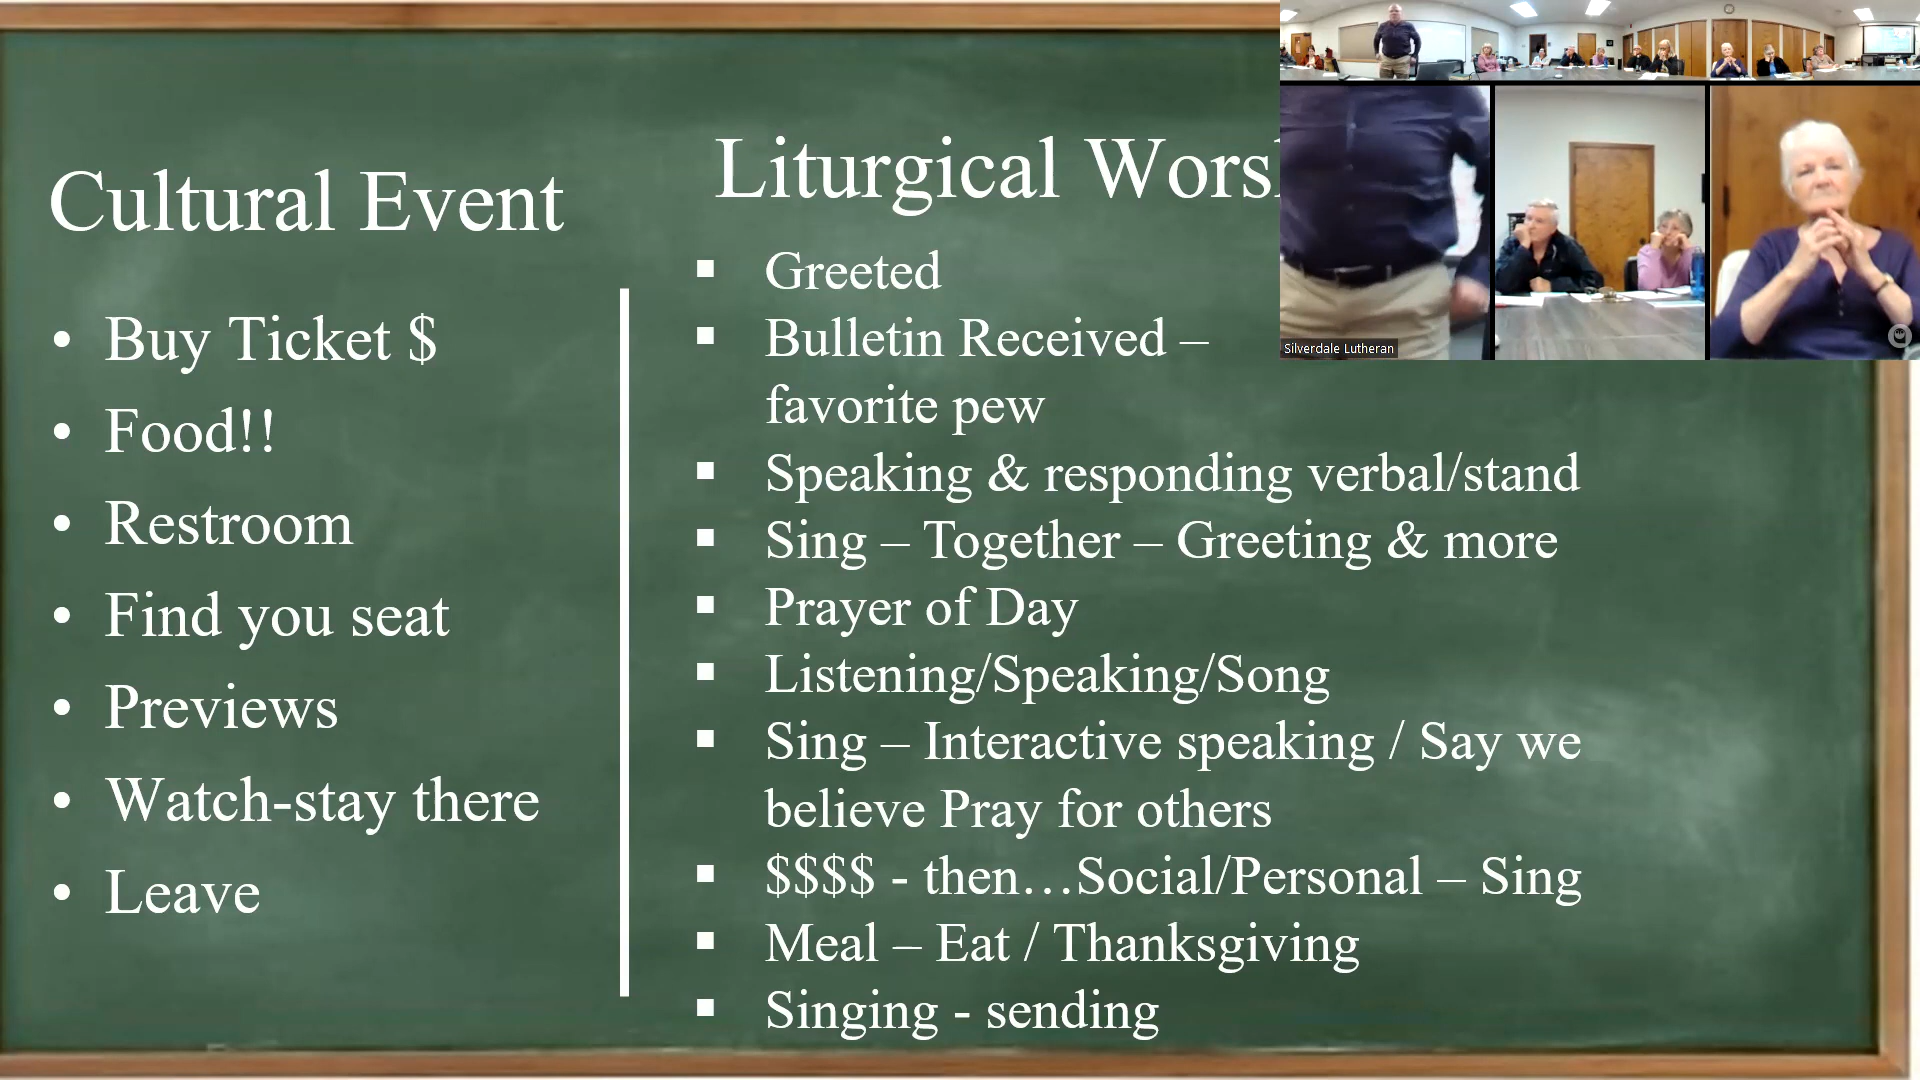 Cultural Event
• Buy Ticket $
• Food!!
• Restroom
• Find you seat
• Previews
• Watch-stay there
• Leave
Liturgical
▪ Greeted
▪ Bulletin Received –
favorite pew
▪ Speaking & responding verbal/stand
▪ Sing – Together – Greeting & more
▪ Prayer of Day
▪ Listening/Speaking/Song
▪ Sing – Interactive speaking / Say we
believe Pray for others
▪ $$$$ - then…Social/Personal – Sing
▪ Meal – Eat / Thanksgiving
▪ Singing - sending
Silverdale Lutheran